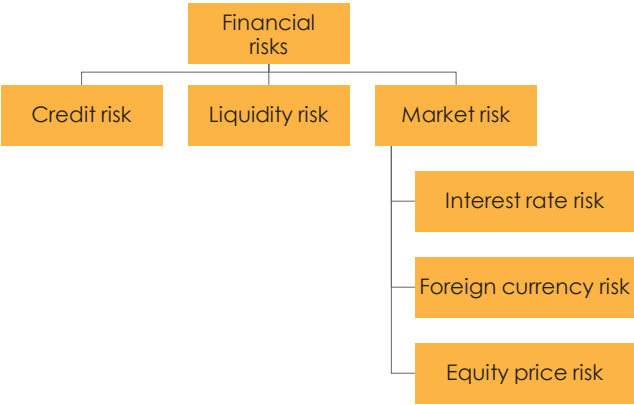 Financial
risks
Credit risk
Liquidity risk
Market risk
Interest rate risk
Foreign currency risk
Equity price risk